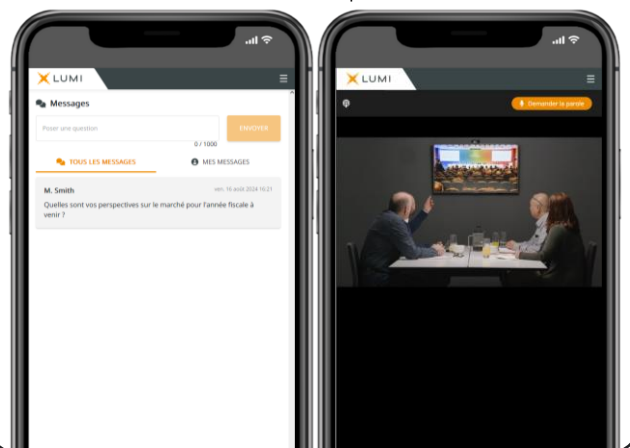 LUMI
Messages
Poser une question
ENVOYER
0 / 1000
TOUS LES MESSAGES
MES MESSAGES
M. Smith
ven. 16 août 2024 16:21
Quelles sont vos perspectives sur le marché pour l'année fiscale à
venir ?
LUMI
Demander la parole